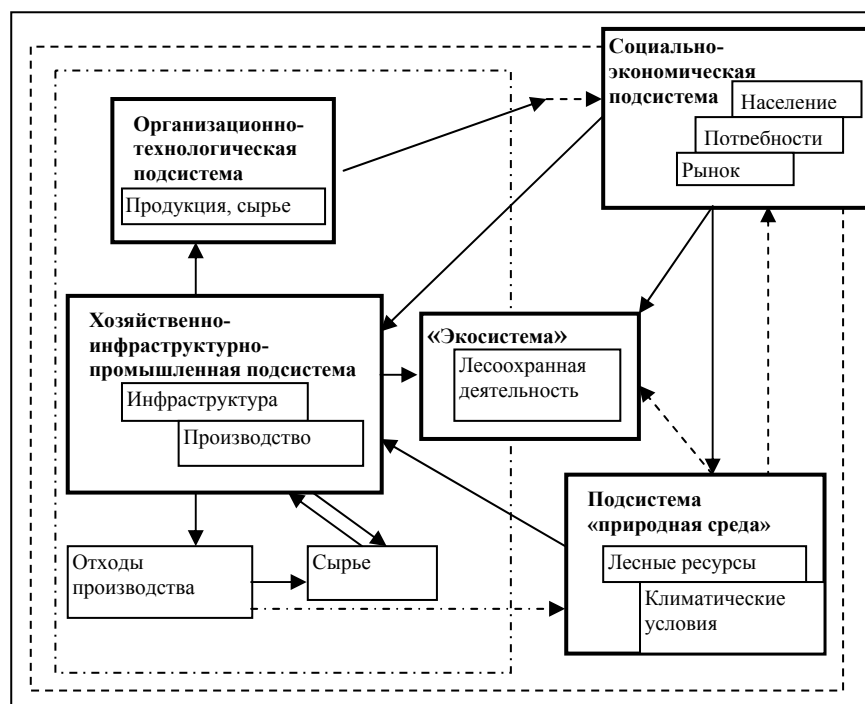 Социально-
экономическая
подсистема
Население
Потребности
Рынок
Организационно-
технологическая
подсистема
Продукция, сырье
Хозяйственно-
инфраструктурно-
промышленная подсистема
Инфраструктура
Производство
«Экосистема»
Лесоохранная
деятельность
Подсистема
«природная среда»
Лесные ресурсы
Климатические
условия
Отходы
производства
Сырье